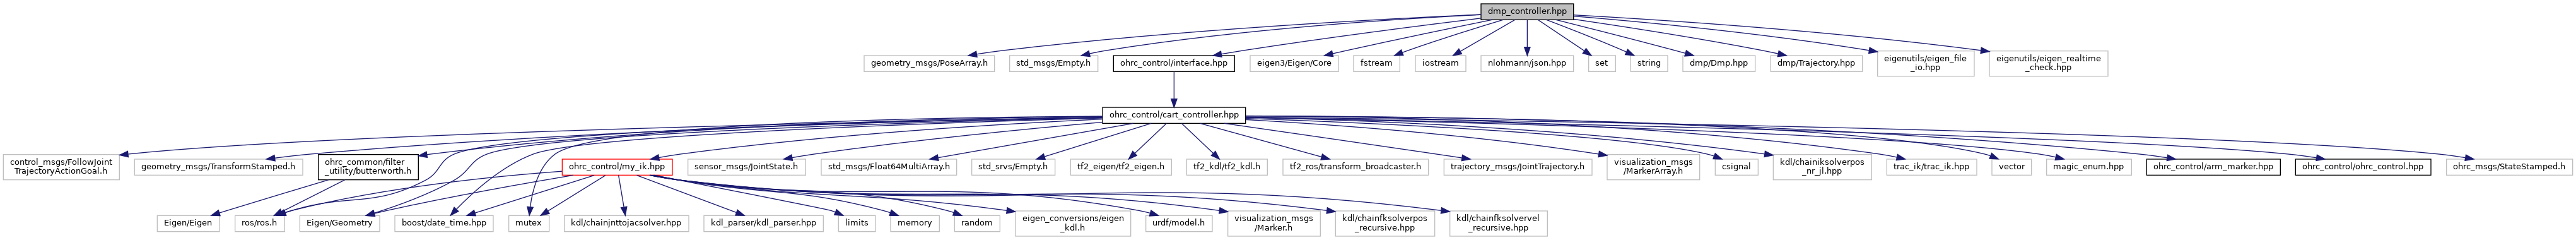 dmp_controller.hpp
geometry_msgs/PoseArray.h
std_msgs/Empty.h
ohrc_control/interface.hpp
eigen3/Eigen/Core
fstream
iostream
nlohmann/json.hpp
set
string
dmp/Dmp.hpp
dmp/Trajectory.hpp
eigenutils/eigen_file
_io.hpp
eigenutils/eigen_realtime
_check.hpp
ohrc_control/cart_controller.hpp
control_msgs/FollowJoint
TrajectoryActionGoal.h
geometry_msgs/TransformStamped.h
ohrc_common/filter
_utility/butterworth.h
ohrc_control/my_ik.hpp
sensor_msgs/JointState.h
std_msgs/Float64MultiArray.h
std_srvs/Empty.h
tf2_eigen/tf2_eigen.h
tf2_kdl/tf2_kdl.h
tf2_ros/transform_broadcaster.h
trajectory_msgs/JointTrajectory.h
visualization_msgs
/MarkerArray.h
csignal
kdl/chainiksolverpos
_nr_jl.hpp
trac_ik/trac_ik.hpp
vector
magic_enum.hpp
ohrc_control/arm_marker.hpp
ohrc_control/ohrc_control.hpp
ohrc_msgs/StateStamped.h
Eigen/Eigen
ros/ros.h
Eigen/Geometry
boost/date_time.hpp
mutex
kdl/chainjnttojacsolver.hpp
kdl_parser/kdl_parser.hpp
limits
memory
random
eigen_conversions/eigen
_kdl.h
urdf/model.h
visualization_msgs
/Marker.h
kdl/chainfksolverpos
_recursive.hpp
kdl/chainfksolvervel
_recursive.hpp